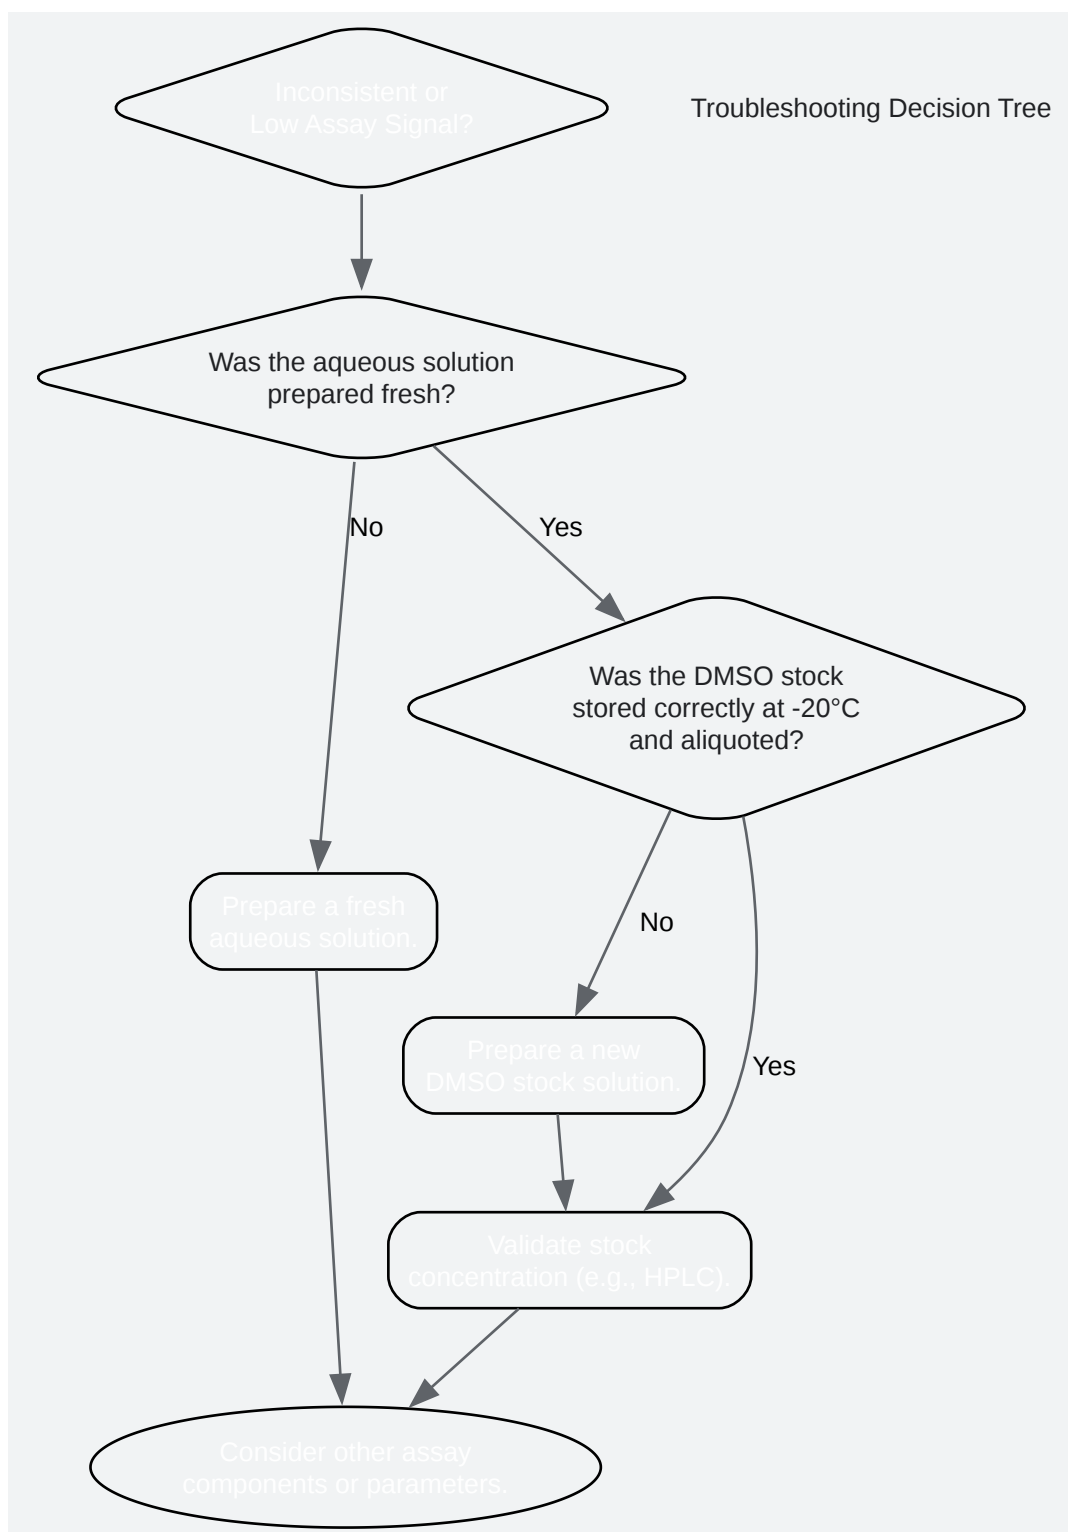 Inconsistent or
Low Assay Signal?
Troubleshooting Decision Tree
Was the aqueous solution
prepared fresh?
No
Yes
Was the DMSO stock
stored correctly at -20°C
and aliquoted?
Prepare a fresh
aqueous solution.
No
Prepare a new
DMSO stock solution.
Yes
Validate stock
concentration (e.g., HPLC).
Consider other assay
components or parameters.